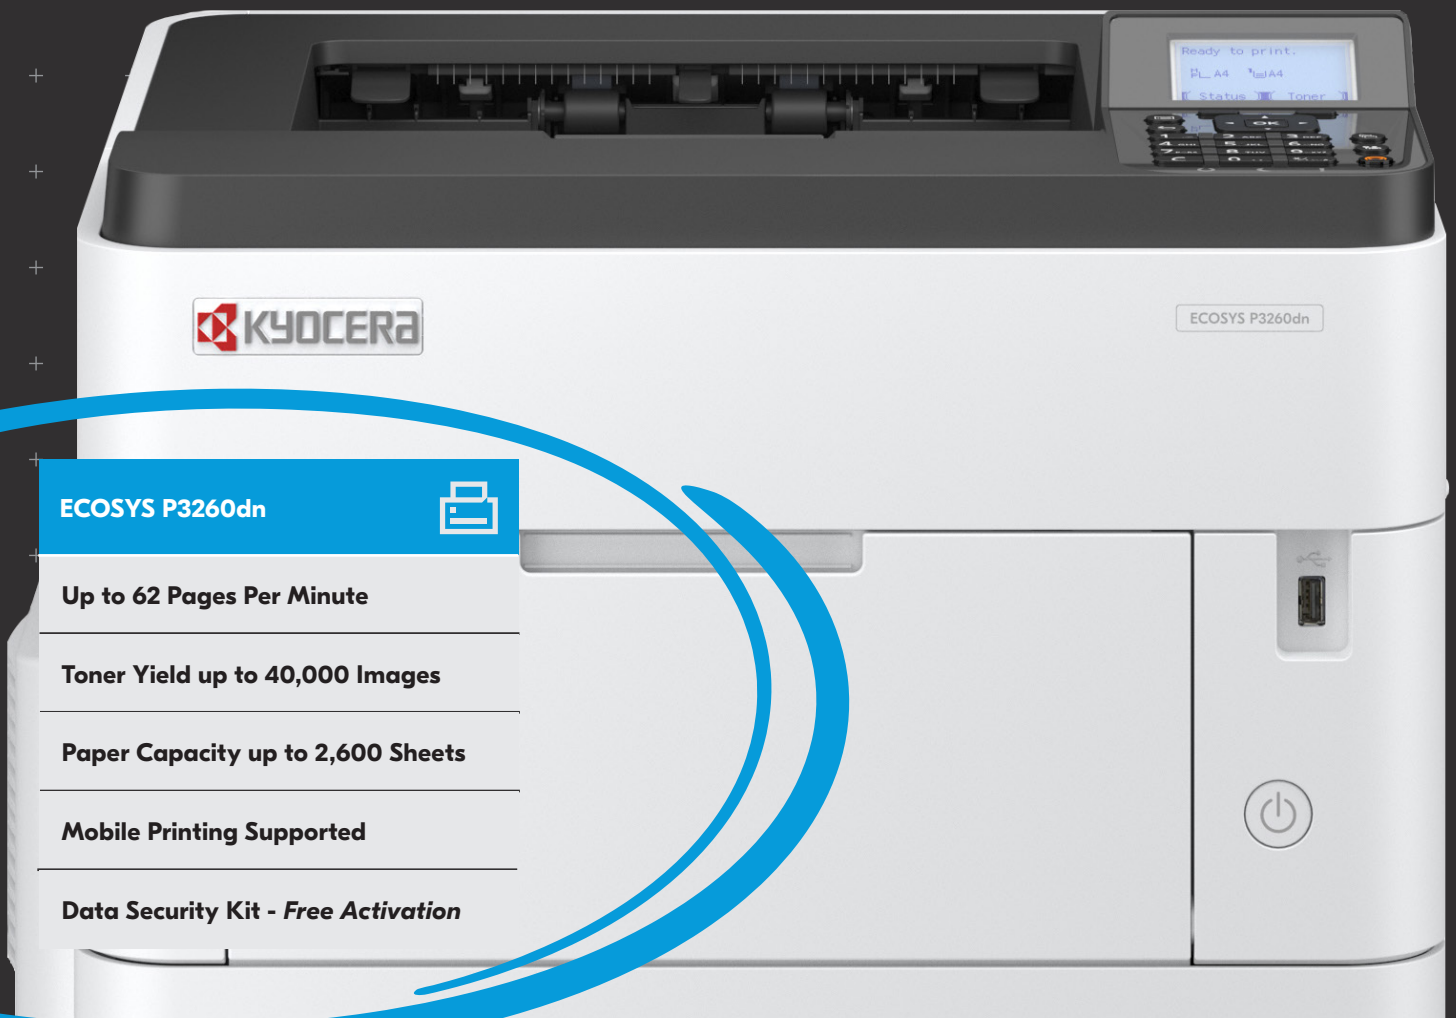 Ready to print.
A4 A4
Status Toner
OK
KYOCERA
ECOSYS P3260dn
ECOSYS P3260dn
Up to 62 Pages Per Minute
Toner Yield up to 40,000 Images
Paper Capacity up to 2,600 Sheets
Mobile Printing Supported
Data Security Kit - Free Activation